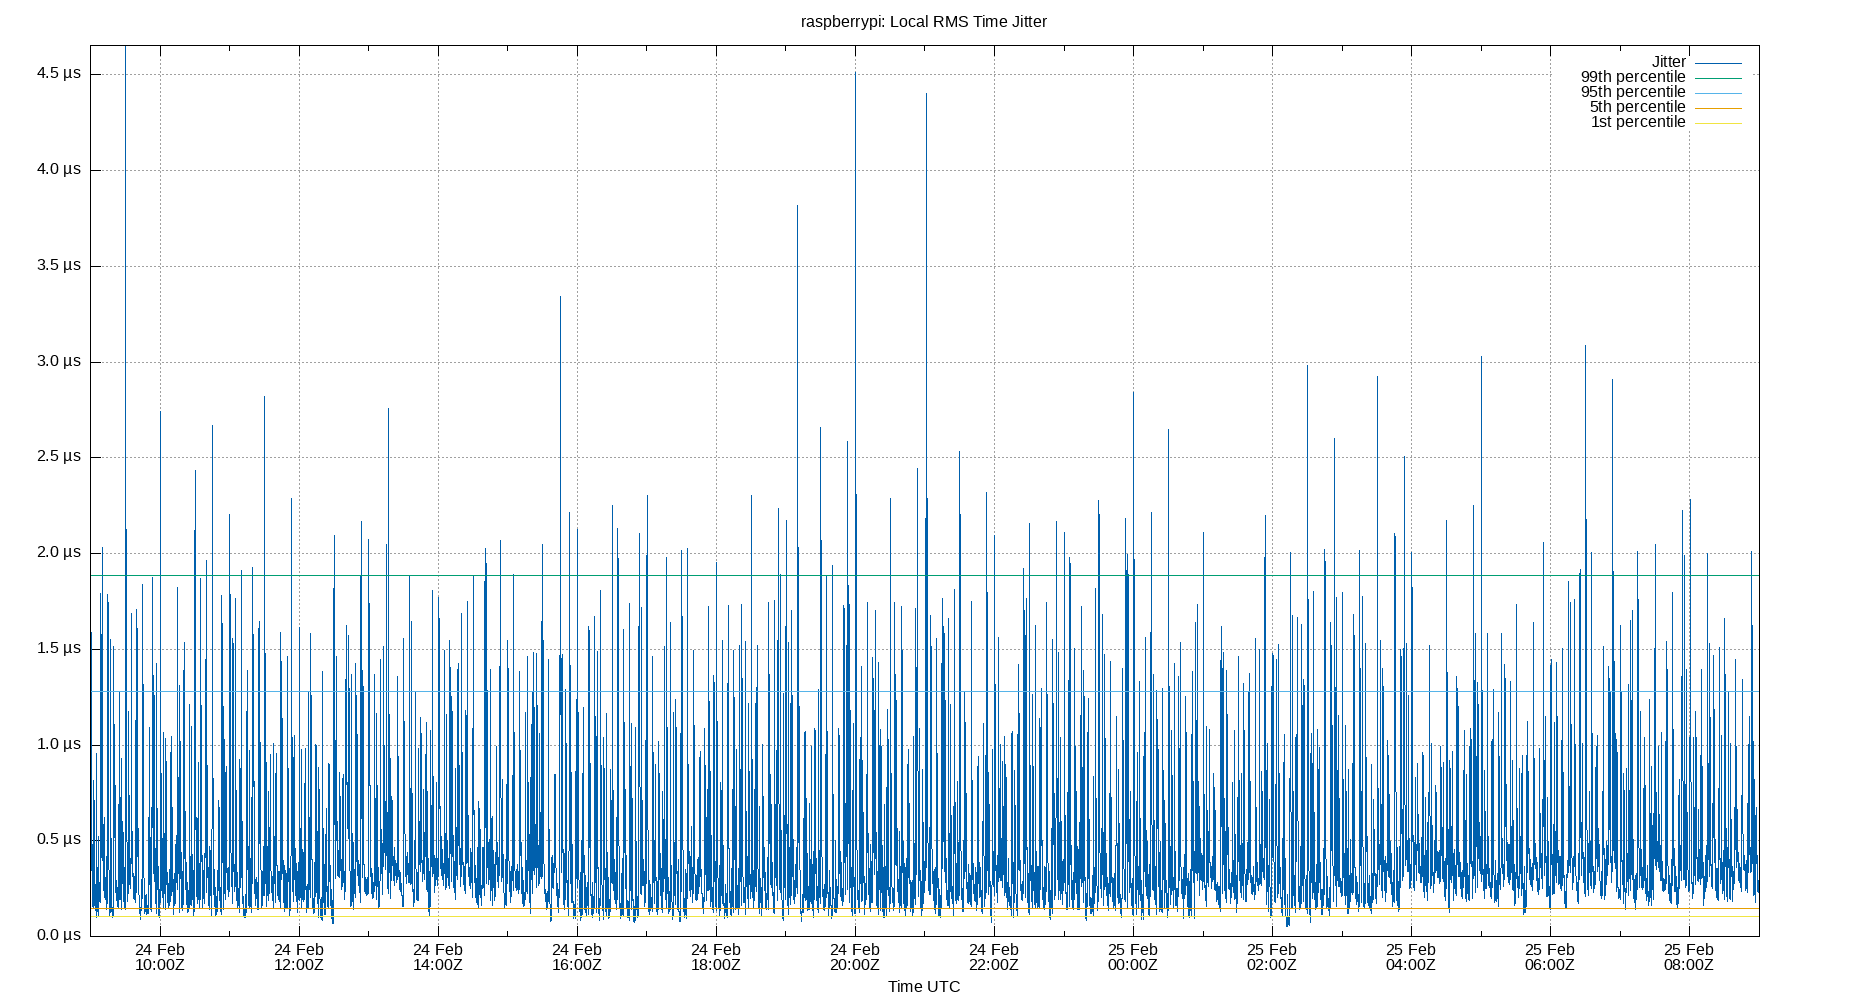 raspberrypi: Local RMS Time Jitter
Jitter
99th percentile
95th percentile
5th percentile
1st percentile
4.5 µs
4.0 µs
3.5 µs
3.0 µs
2.5 µs
2.0 µs
1.5 µs
1.0 µs
0.5 µs
0.0 µs
24 Feb 24 Feb 24 Feb 24 Feb 24 Feb 24 Feb 24 Feb 25 Feb 25 Feb 25 Feb 25 Feb 25 Feb
10:00Z 12:00Z 14:00Z 16:00Z 18:00Z 20:00Z 22:00Z 00:00Z 02:00Z 04:00Z 06:00Z 08:00Z
Time UTC